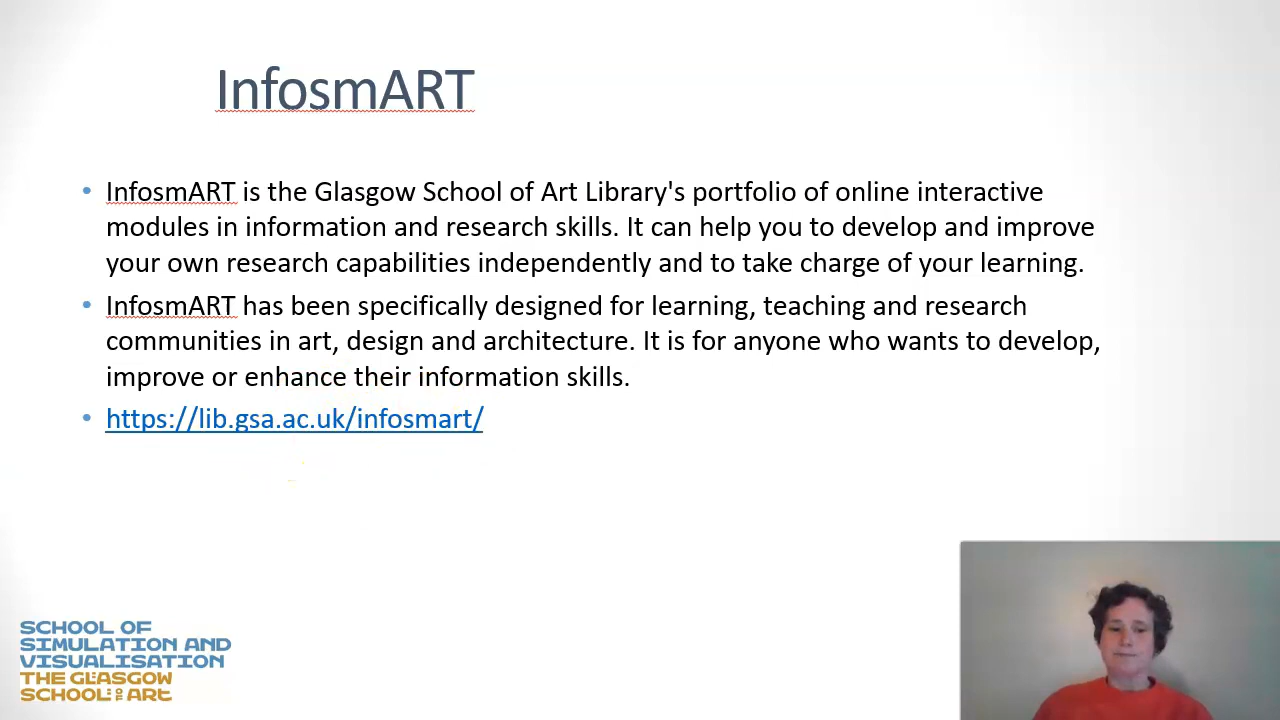 InfosmART
• InfosmART is the Glasgow School of Art Library's portfolio of online interactive
modules in information and research skills. It can help you to develop and improve
your own research capabilities independently and to take charge of your learning.
• InfosmART has been specifically designed for learning, teaching and research
communities in art, design and architecture. It is for anyone who wants to develop,
improve or enhance their information skills.
• https://lib.gsa.ac.uk/infosmart/
SCHOOL OF
SIMULATION AND
VISUALISATION
THE GLASGOW
SCHOOL OF ART